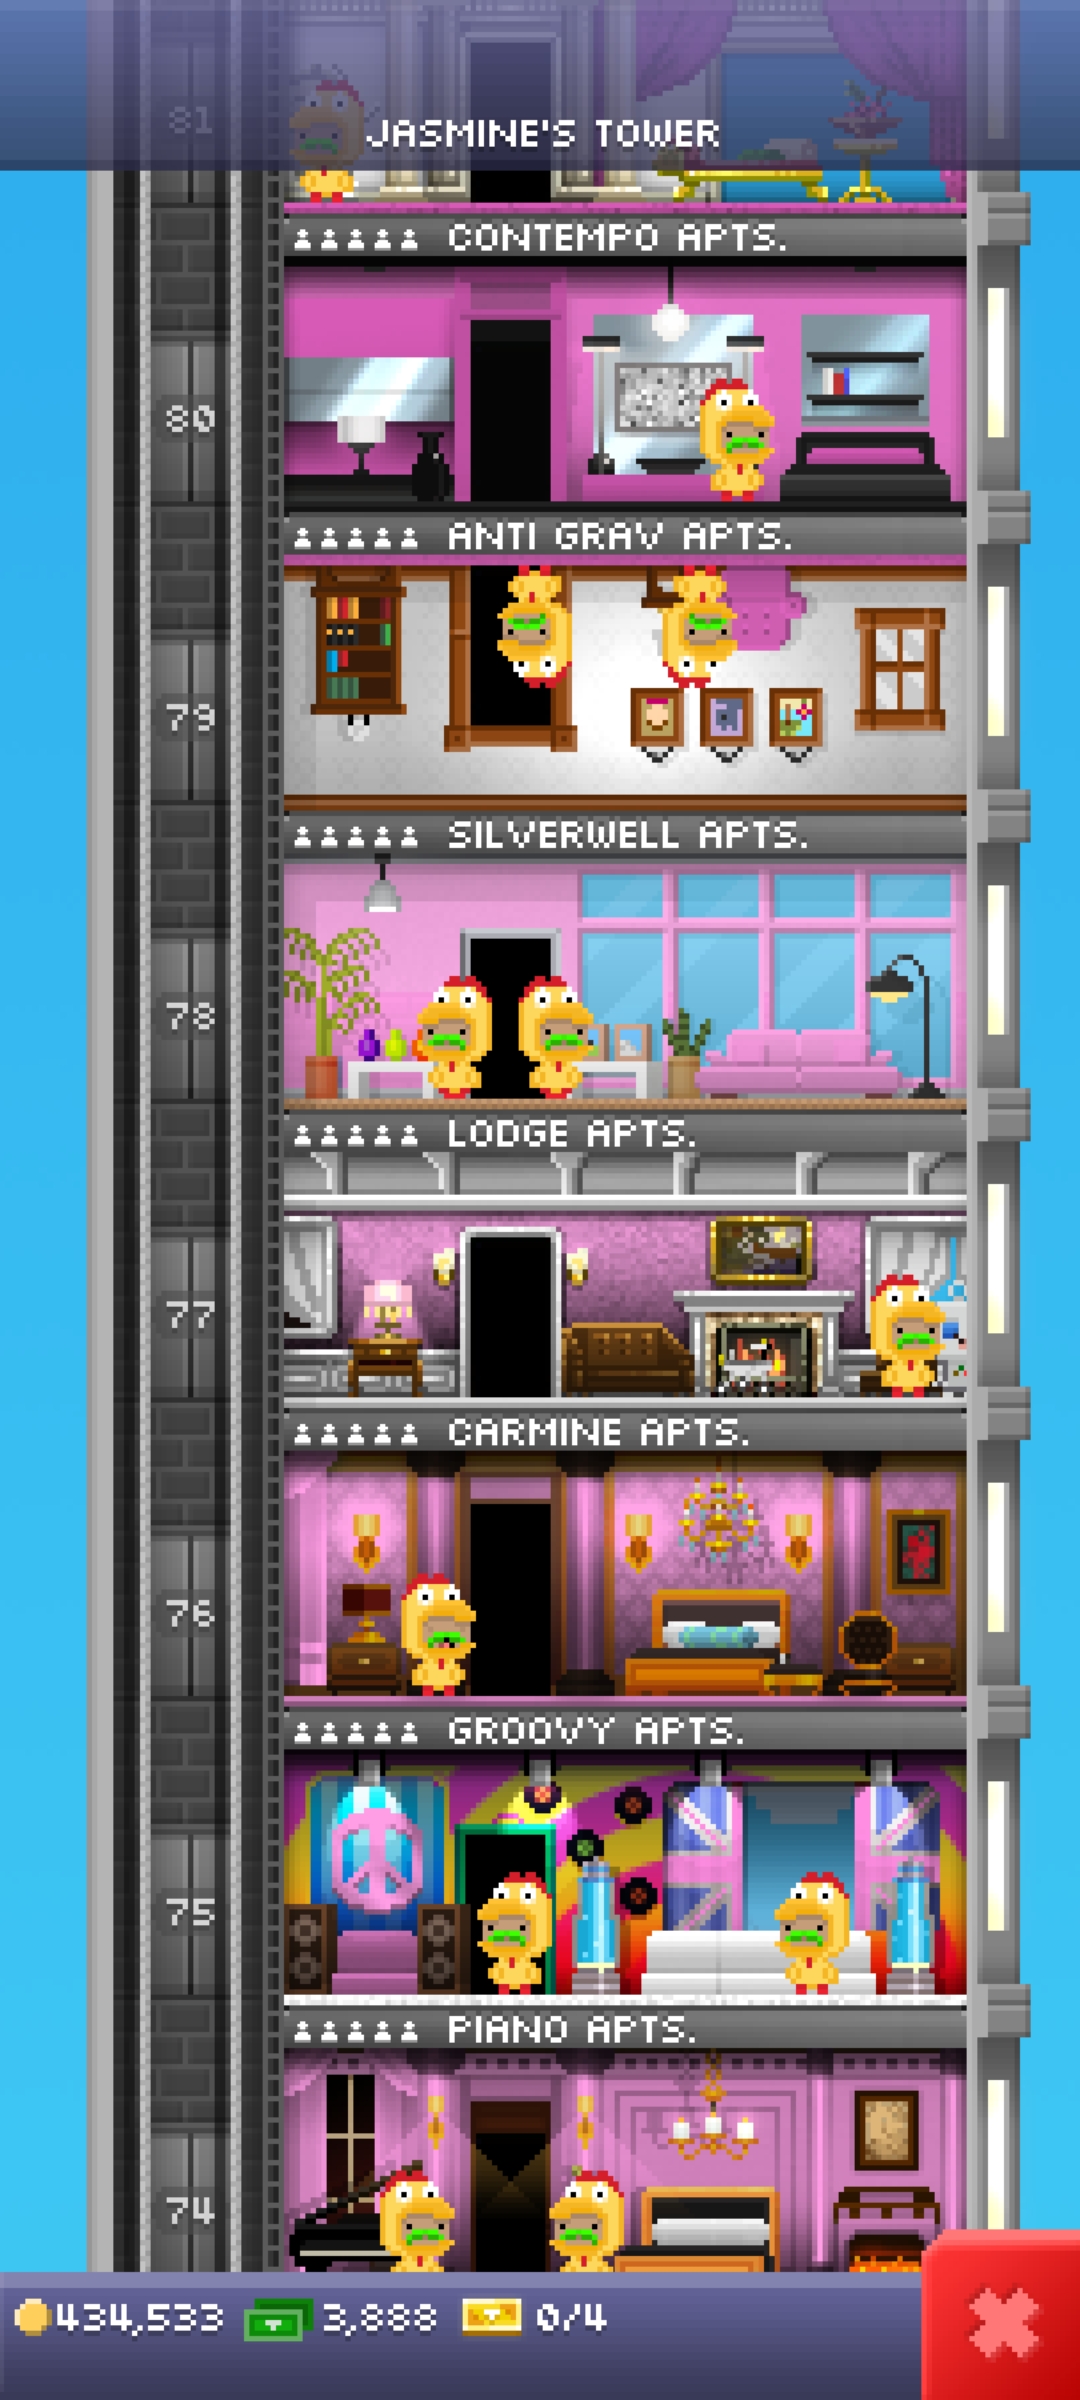 81
JASMINE'S TOWER
CONTEMPO APTS.
80
ANTI GRAV APTS.
79
SILVERWELL APTS.
78
LODGE APTS.
77
CARMINE APTS.
76
GROOVY APTS.
75
PIANO APTS.
74
434,533 3,888 0/4